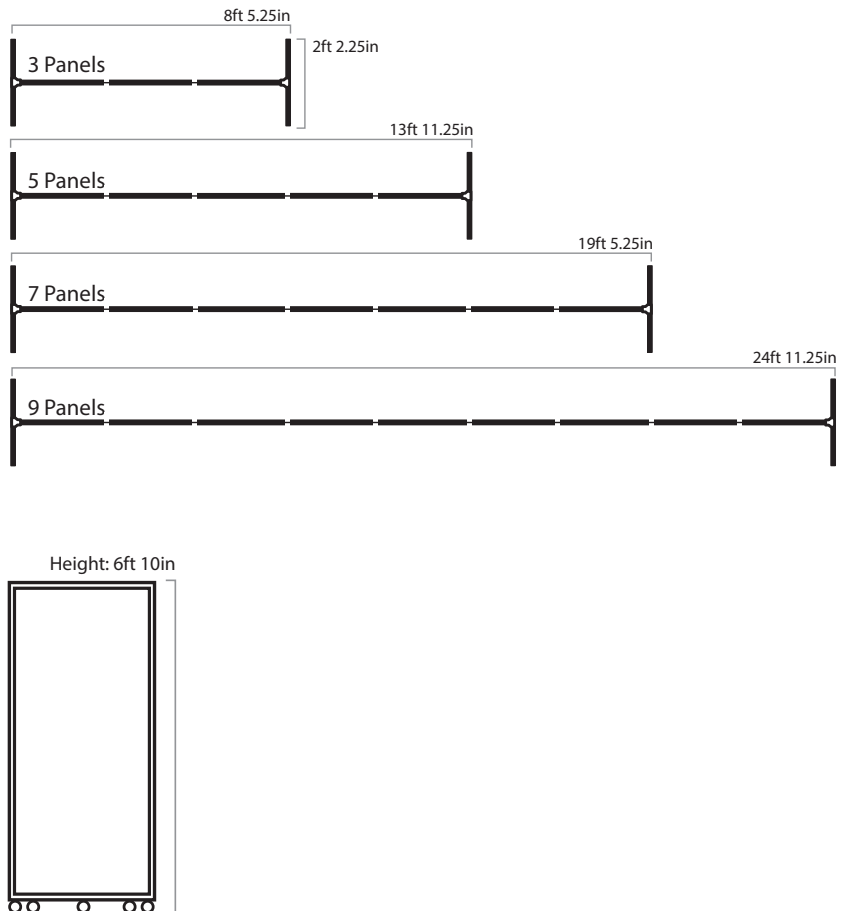 8ft 5.25in
2ft 2.25in
3 Panels
13ft 11.25in
5 Panels
19ft 5.25in
7 Panels
24ft 11.25in
9 Panels
Height: 6ft 10in